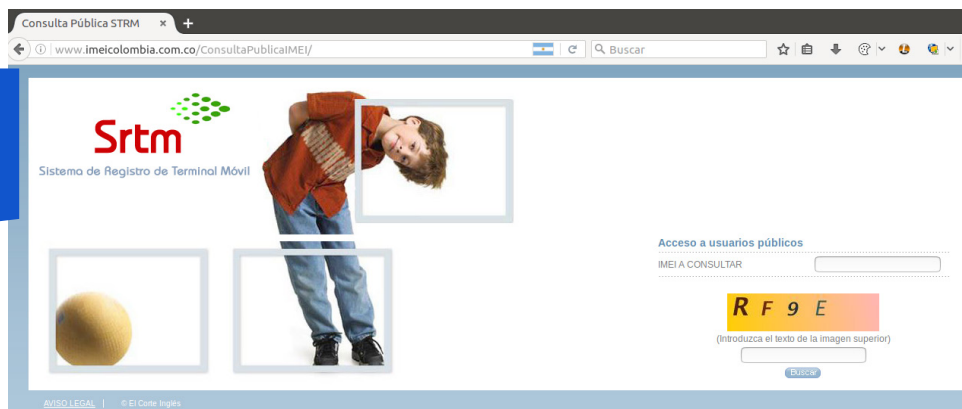 Consulta Pública STRM
www.imeicolombia.com.co/ConsultaPublicaIMEI/
Buscar
Srtm
Sistema de Registro de Terminal Móvil
Acceso a usuarios públicos
IMEI A CONSULTAR
R F 9 E
(Introduzca el texto de la imagen superior)
Buscar
AVISO LEGAL | © El Corte Inglés